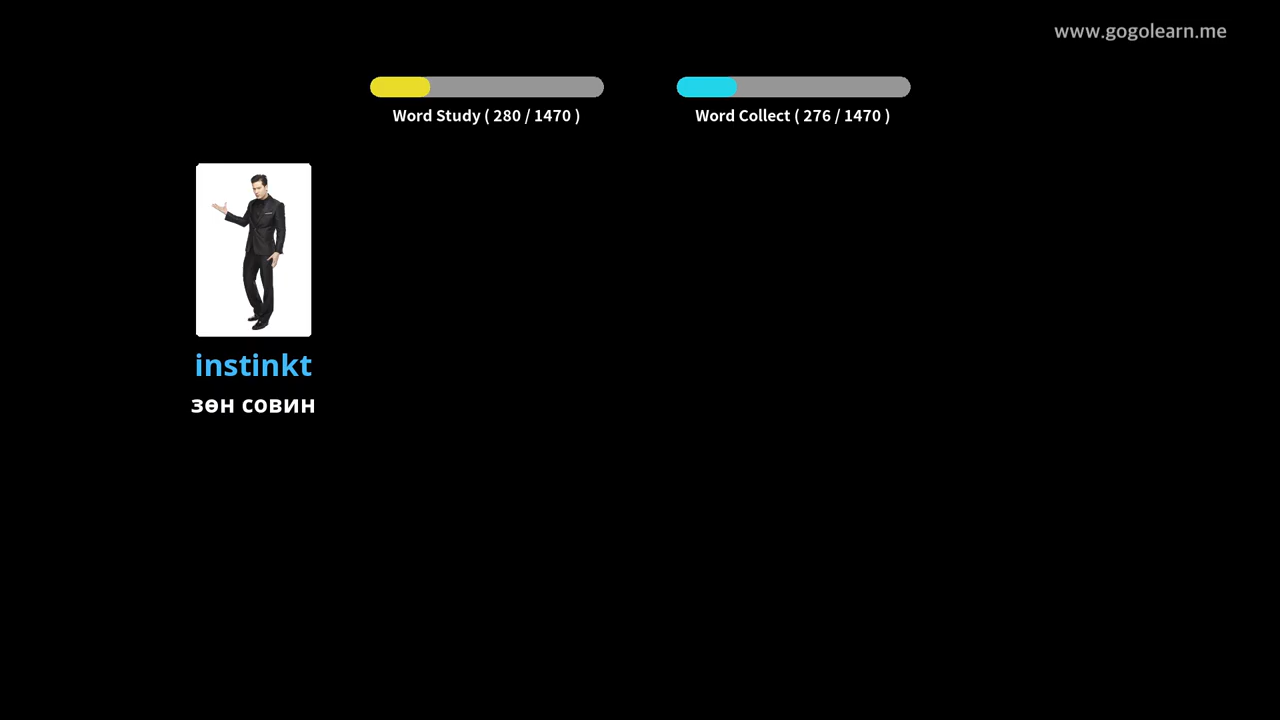 www.gogolearn.me
Word Study ( 280 / 1470 )
Word Collect ( 276 / 1470 )
instinkt
зөн совин